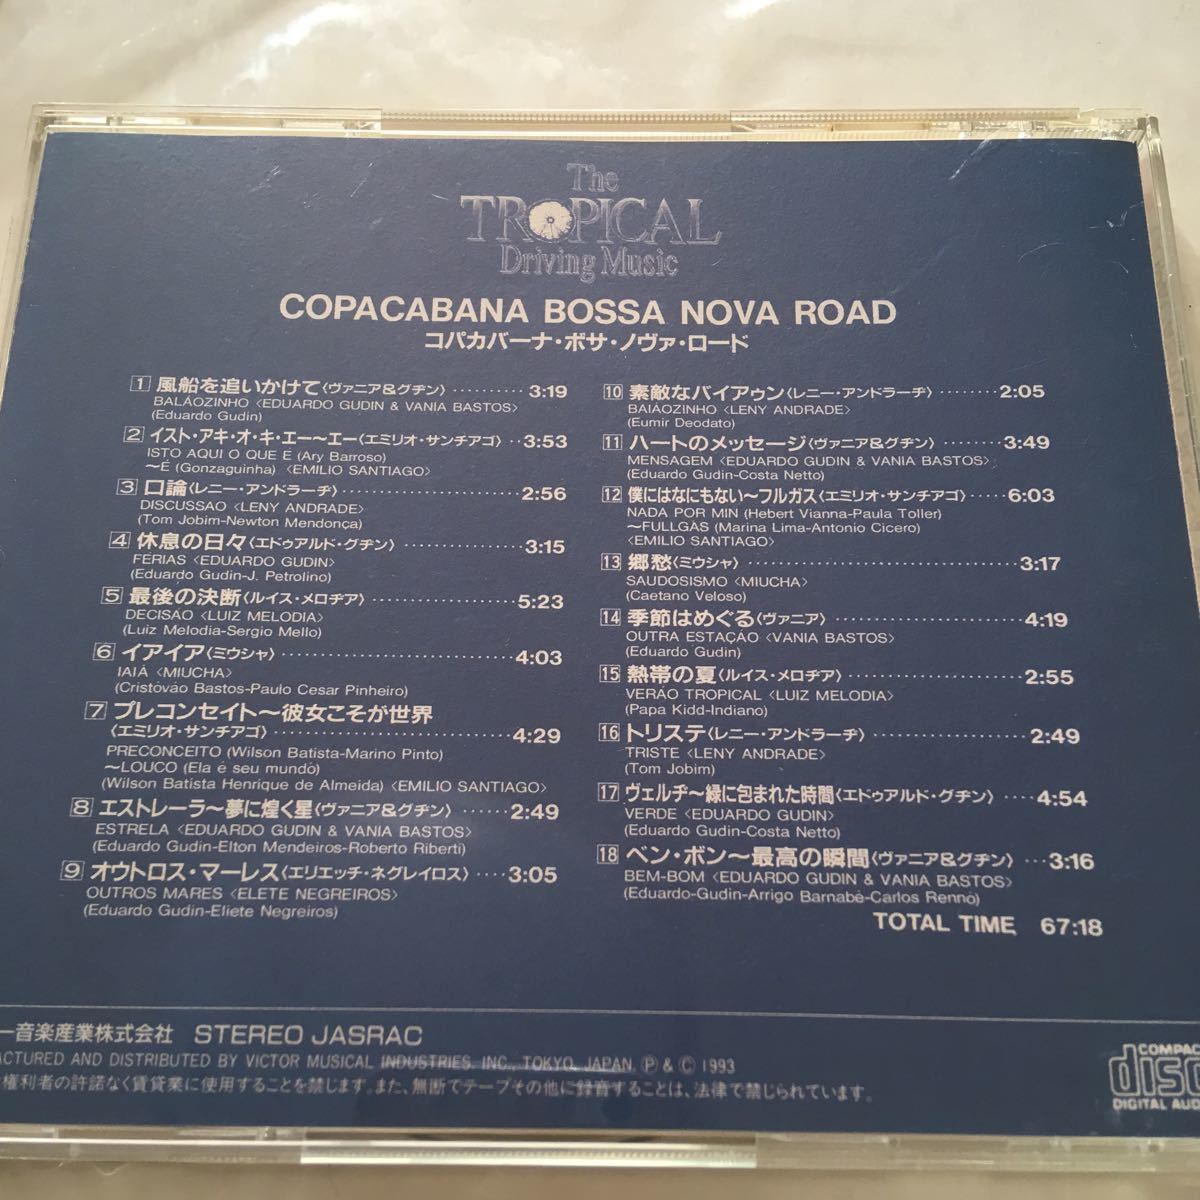 The
TROPICAL
Driving Music
COPACABANA BOSSA NOVA ROAD
コパカバーナ・ボサ・ノヴァ・ロード
1 風船を追いかけて〈ヴァニア&グヂン〉 3:19
BALÃOZINHO 〈EDUARDO GUDIN & VANIA BASTOS〉
(Eduardo Gudin)
2 イスト・アキ・オ・キ・エー〜エー〈エミリオ・サンチアゴ〉 3:53
ISTO AQUI O QUE É (Ary Barroso)
〜É (Gonzaguinha) 〈EMILIO SANTIAGO〉
3 口論〈レニー・アンドラーヂ〉 2:56
DISCUSSÃO 〈LENY ANDRADE〉
(Tom Jobim-Newton Mendonça)
4 休息の日々〈エドゥアルド・グヂン〉 3:15
FÉRIAS 〈EDUARDO GUDIN〉
(Eduardo Gudin-J. Petrolino)
5 最後の決断〈ルイス・メロヂア〉 5:23
DECISÃO 〈LUIZ MELODIA〉
(Luiz Melodia-Sergio Mello)
6 イアイア〈ミウシャ〉 4:03
IAIÁ 〈MIUCHA〉
(Cristóvão Bastos-Paulo Cesar Pinheiro)
7 プレコンセイト〜彼女こそが世界
〈エミリオ・サンチアゴ〉 4:29
PRECONCEITO (Wilson Batista-Marino Pinto)
〜LOUCO (Ela é seu mundo)
(Wilson Batista Henrique de Almeida) 〈EMILIO SANTIAGO〉
8 エストレーラ〜夢に煌く星〈ヴァニア&グヂン〉 2:49
ESTRELA 〈EDUARDO GUDIN & VANIA BASTOS〉
(Eduardo Gudin-Elton Mendeiros-Roberto Riberti)
9 オウトロス・マーレス〈エリエッチ・ネグレイロス〉 3:05
OUTROS MARES 〈ELETE NEGREIROS〉
(Eduardo Gudin-Eliete Negreiros)
10 素敵なバイアゥン〈レニー・アンドラーヂ〉 2:05
BAIÃOZINHO 〈LENY ANDRADE〉
(Eumir Deodato)
11 ハートのメッセージ〈ヴァニア&グヂン〉 3:49
MENSAGEM 〈EDUARDO GUDIN & VANIA BASTOS〉
(Eduardo Gudin-Costa Netto)
12 僕にはなにもない〜フルガス〈エミリオ・サンチアゴ〉 6:03
NADA POR MIN (Hebert Vianna-Paula Toller)
〜FULLGÁS (Marina Lima-Antonio Cicero)
〈EMILIO SANTIAGO〉
13 郷愁〈ミウシャ〉 3:17
SAUDOSISMO 〈MIUCHA〉
(Caetano Veloso)
14 季節はめぐる〈ヴァニア〉 4:19
OUTRA ESTAÇÃO 〈VANIA BASTOS〉
(Eduardo Gudin)
15 熱帯の夏〈ルイス・メロヂア〉 2:55
VERÃO TROPICAL 〈LUIZ MELODIA〉
(Papa Kidd-Indiano)
16 トリステ〈レニー・アンドラーヂ〉 2:49
TRISTE 〈LENY ANDRADE〉
(Tom Jobim)
17 ヴェルヂ〜緑に包まれた時間〈エドゥアルド・グヂン〉 4:54
VERDE 〈EDUARDO GUDIN〉
(Eduardo Gudin-Costa Netto)
18 ベン・ボン〜最高の瞬間〈ヴァニア&グヂン〉 3:16
BEM-BOM 〈EDUARDO GUDIN & VANIA BASTOS〉
(Eduardo-Gudin-Arrigo Barnabé-Carlos Rennó)
TOTAL TIME 67:18
ー音楽産業株式会社 STEREO JASRAC
ACTURED AND DISTRIBUTED BY VICTOR MUSICAL INDUSTRIES, INC., TOKYO, JAPAN. Ⓟ & © 1993
権利者の許諾なく賃貸業に使用することを禁じます。また、無断でテープその他に録音することは、法律で禁じられています。
COMPACT
disc
DIGITAL AUDIO